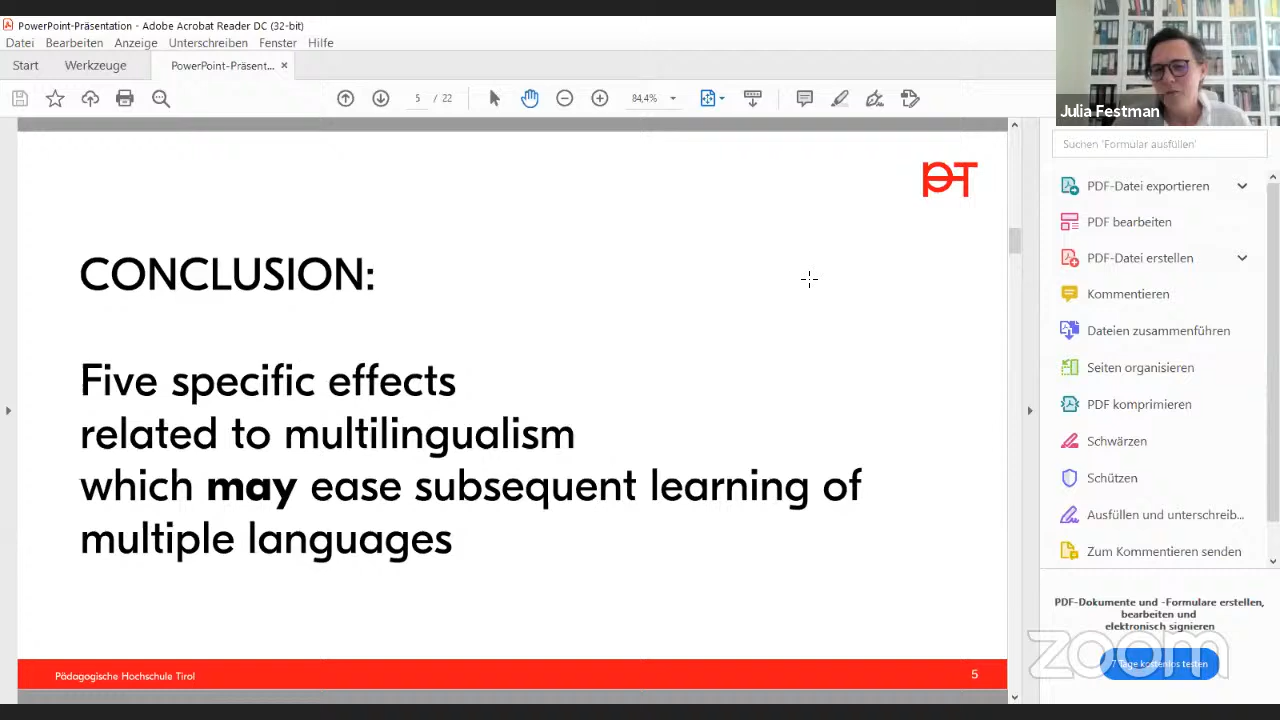 PowerPoint-Präsentation - Adobe Acrobat Reader DC (32-bit)
Datei Bearbeiten Anzeige Unterschreiben Fenster Hilfe
Start Werkzeuge PowerPoint-Präsent... ×
5 / 22 84,4%
Julia Festman
Suchen 'Formular ausfüllen'
PDF-Datei exportieren
PDF bearbeiten
PDF-Datei erstellen
Kommentieren
Dateien zusammenführen
Seiten organisieren
PDF komprimieren
Schwärzen
Schützen
Ausfüllen und unterschreib...
Zum Kommentieren senden
PDF-Dokumente und -Formulare erstellen,
bearbeiten und
elektronisch signieren
7 Tage kostenlos testen
zoom
CONCLUSION:
Five specific effects
related to multilingualism
which may ease subsequent learning of
multiple languages
Pädagogische Hochschule Tirol
5